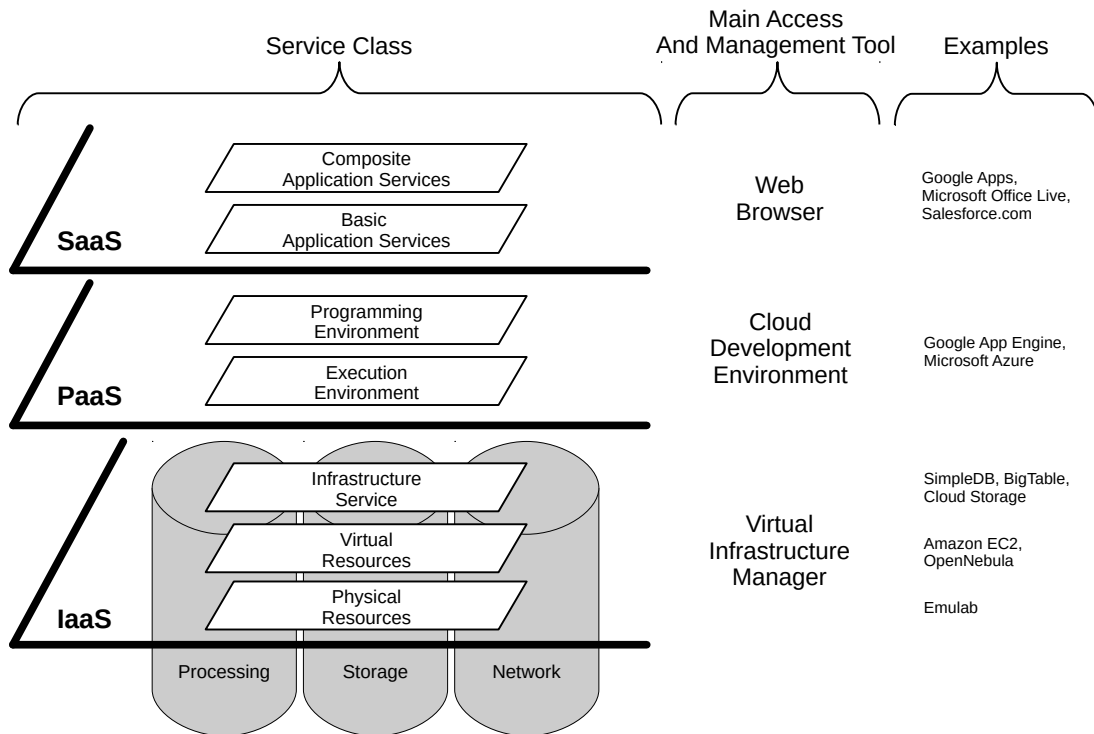 Service Class
Main Access
And Management Tool
Examples
SaaS
Composite
Application Services
Basic
Application Services
Web
Browser
Google Apps,
Microsoft Office Live,
Salesforce.com
PaaS
Programming
Environment
Execution
Environment
Cloud
Development
Environment
Google App Engine,
Microsoft Azure
IaaS
Infrastructure
Service
Virtual
Resources
Physical
Resources
Processing
Storage
Network
Virtual
Infrastructure
Manager
SimpleDB, BigTable,
Cloud Storage
Amazon EC2,
OpenNebula
Emulab